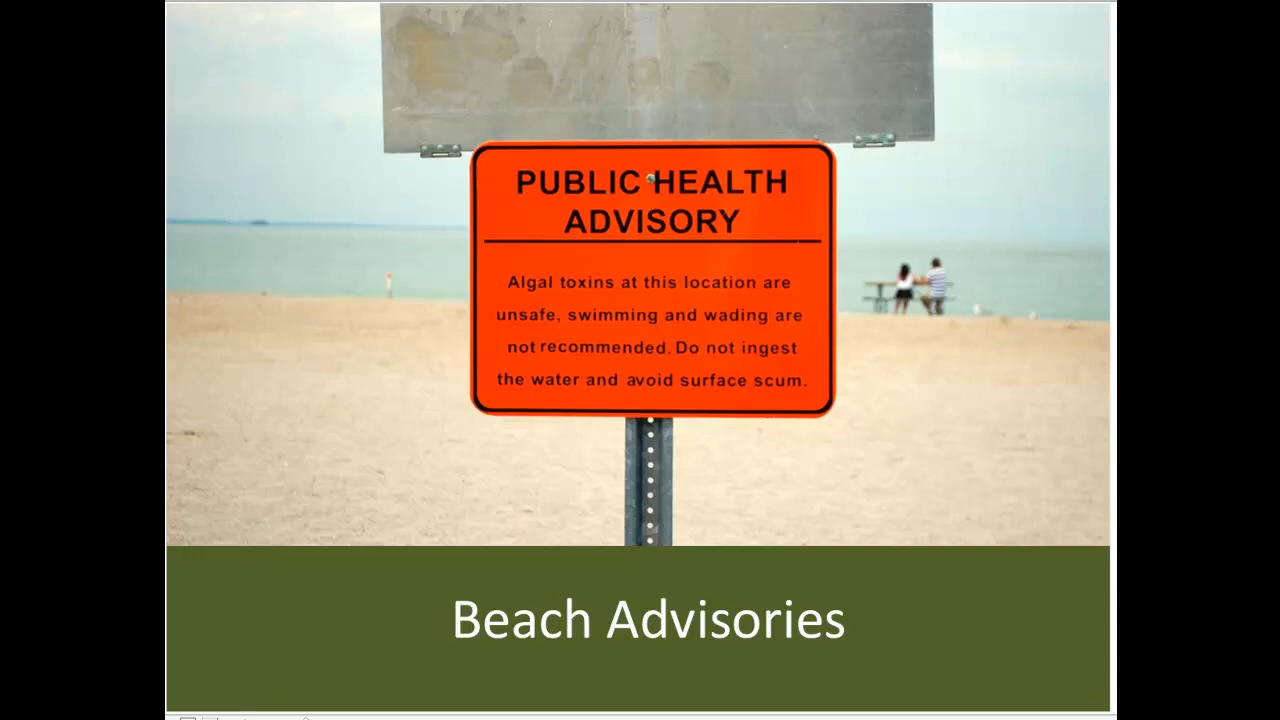 PUBLIC HEALTH
ADVISORY
Algal toxins at this location are
unsafe, swimming and wading are
not recommended. Do not ingest
the water and avoid surface scum.
Beach Advisories